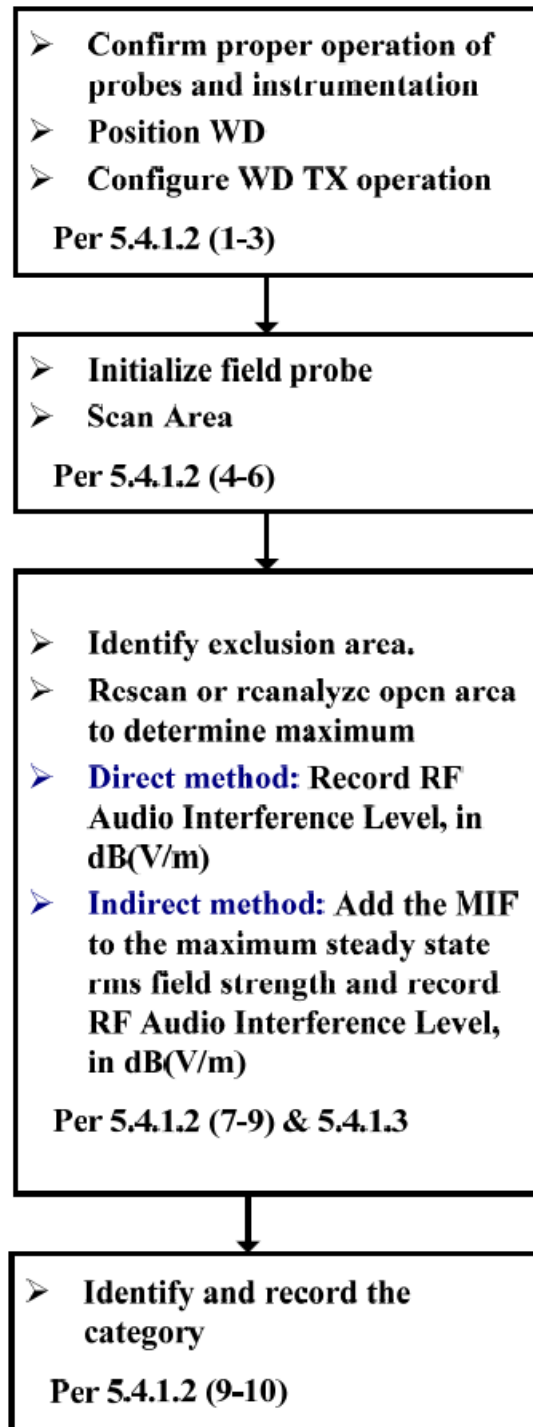 ➢ Confirm proper operation of
probes and instrumentation
➢ Position WD
➢ Configure WD TX operation
Per 5.4.1.2 (1-3)
➢ Initialize field probe
➢ Scan Area
Per 5.4.1.2 (4-6)
➢ Identify exclusion area.
➢ Rescan or reanalyze open area
to determine maximum
➢ Direct method: Record RF
Audio Interference Level, in
dB(V/m)
➢ Indirect method: Add the MIF
to the maximum steady state
rms field strength and record
RF Audio Interference Level,
in dB(V/m)
Per 5.4.1.2 (7-9) & 5.4.1.3
➢ Identify and record the
category
Per 5.4.1.2 (9-10)